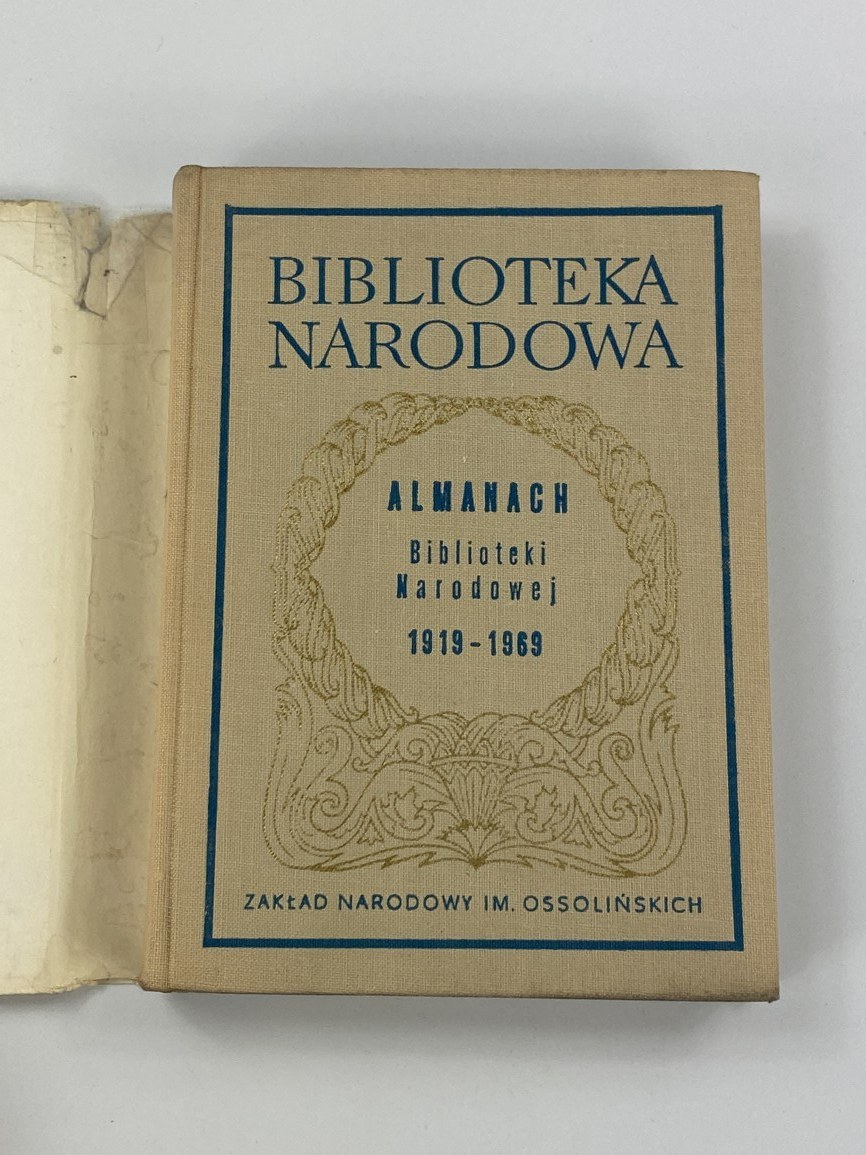 BIBLIOTEKA
NARODOWA
ALMANACH
Biblioteki
Narodowej
1919-1969
ZAKŁAD NARODOWY IM. OSSOLIŃSKICH